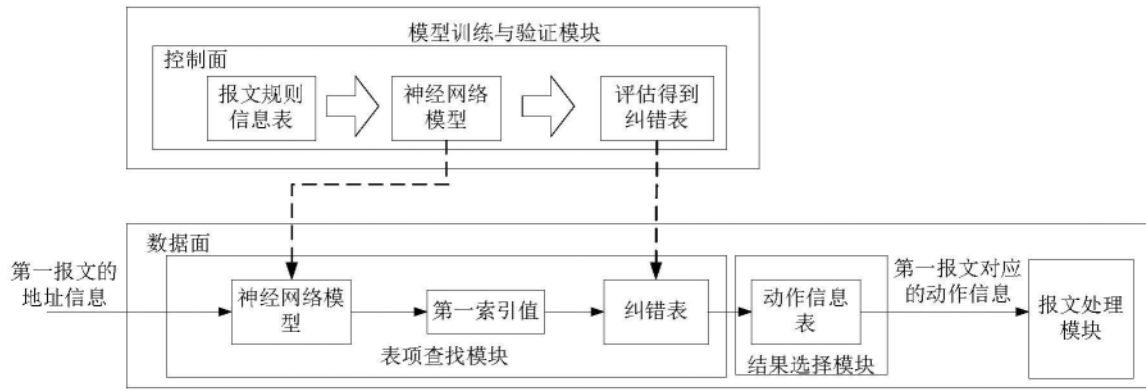 模型训练与验证模块
控制面
报文规则
信息表
神经网络
模型
评估得到
纠错表
数据面
第一报文的
地址信息
神经网络模
型
第一索引值
纠错表
表项查找模块
动作信息
表
结果选择模块
第一报文对应
的动作信息
报文处理
模块